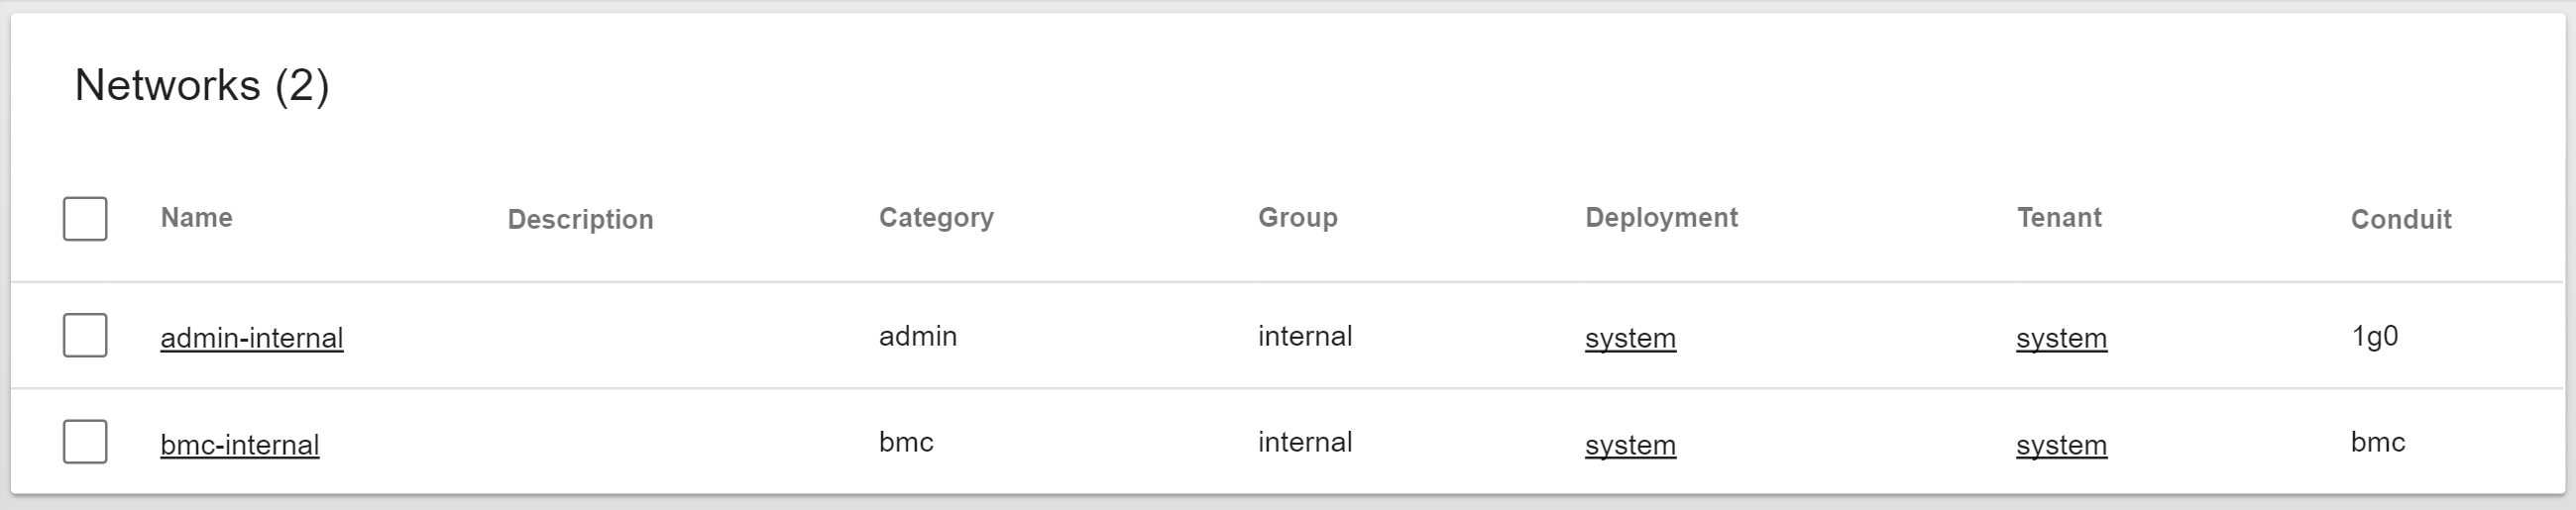 Networks (2)
Name Description Category Group Deployment Tenant Conduit
admin-internal admin internal system system 1g0
bmc-internal bmc internal system system bmc